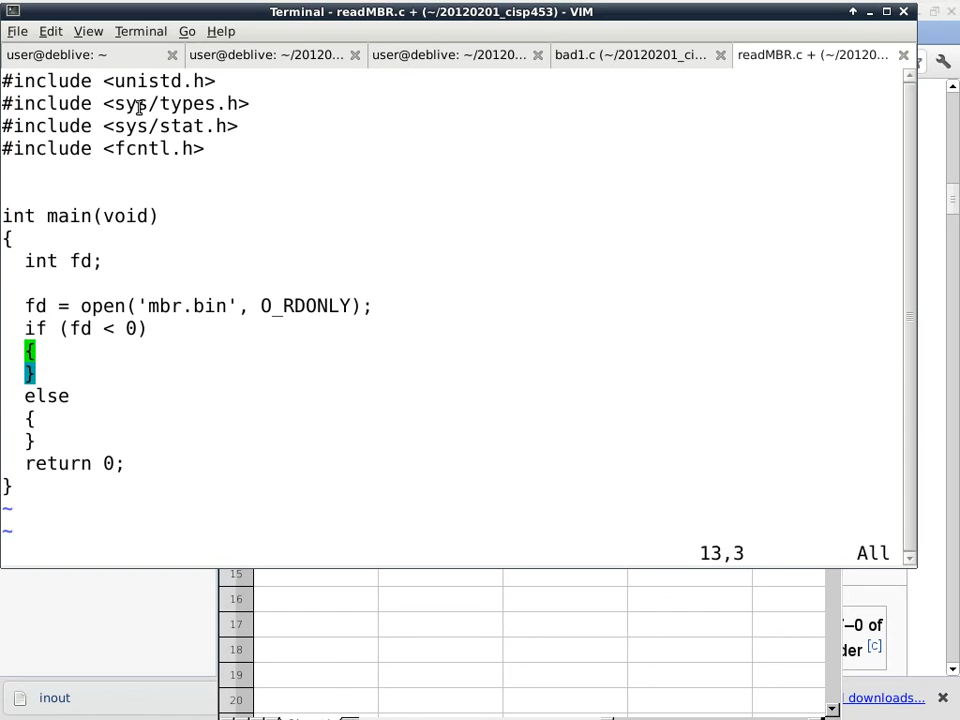 Terminal - readMBR.c + (~/20120201_cisp453) - VIM
File Edit View Terminal Go Help
user@deblive: ~ user@deblive: ~/20120... user@deblive: ~/20120... bad1.c (~/20120201_ci... readMBR.c + (~/20120...
#include <unistd.h>
#include <sys/types.h>
#include <sys/stat.h>
#include <fcntl.h>
int main(void)
{
int fd;
fd = open('mbr.bin', O_RDONLY);
if (fd < 0)
{
}
else
{
}
return 0;
}
~
~
13,3 All
15
16
17
18
19
20
–0 of
der [c]
inout
downloads...